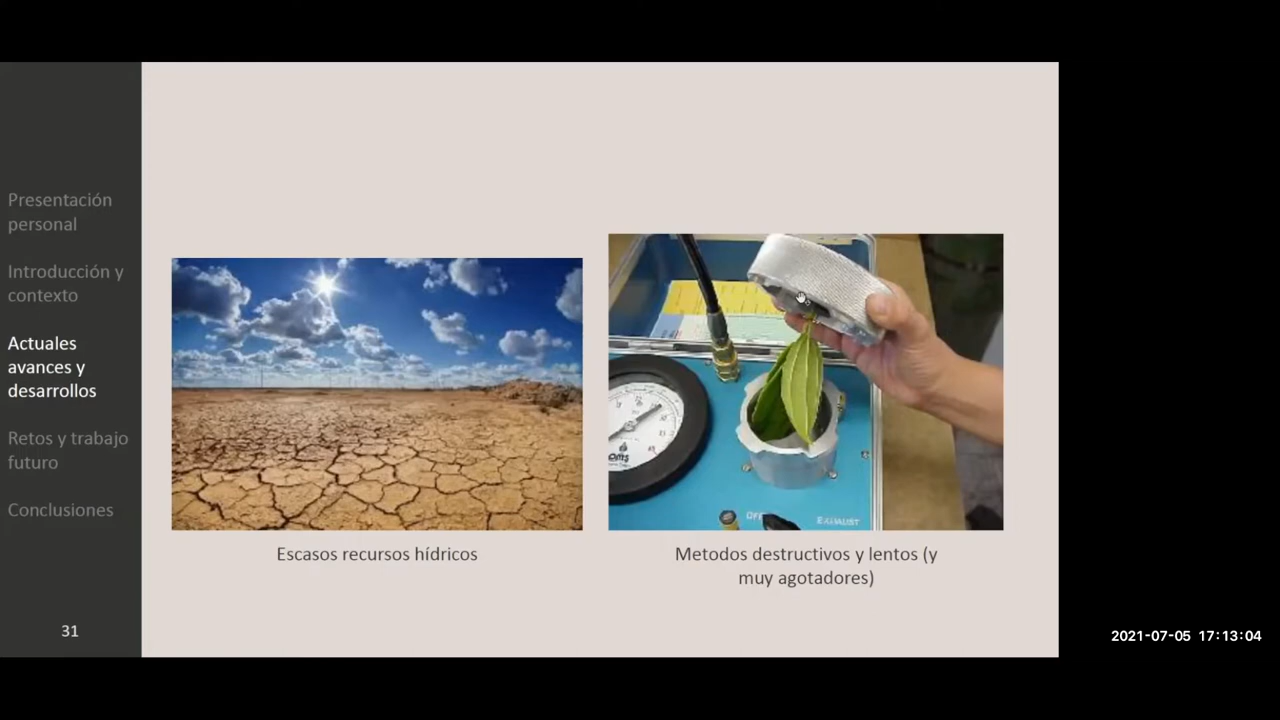 Presentación
personal
Introducción y
contexto
Actuales
avances y
desarrollos
Retos y trabajo
futuro
Conclusiones
31
Escasos recursos hídricos
Metodos destructivos y lentos (y
muy agotadores)
EXHAUST
2021-07-05 17:13:04